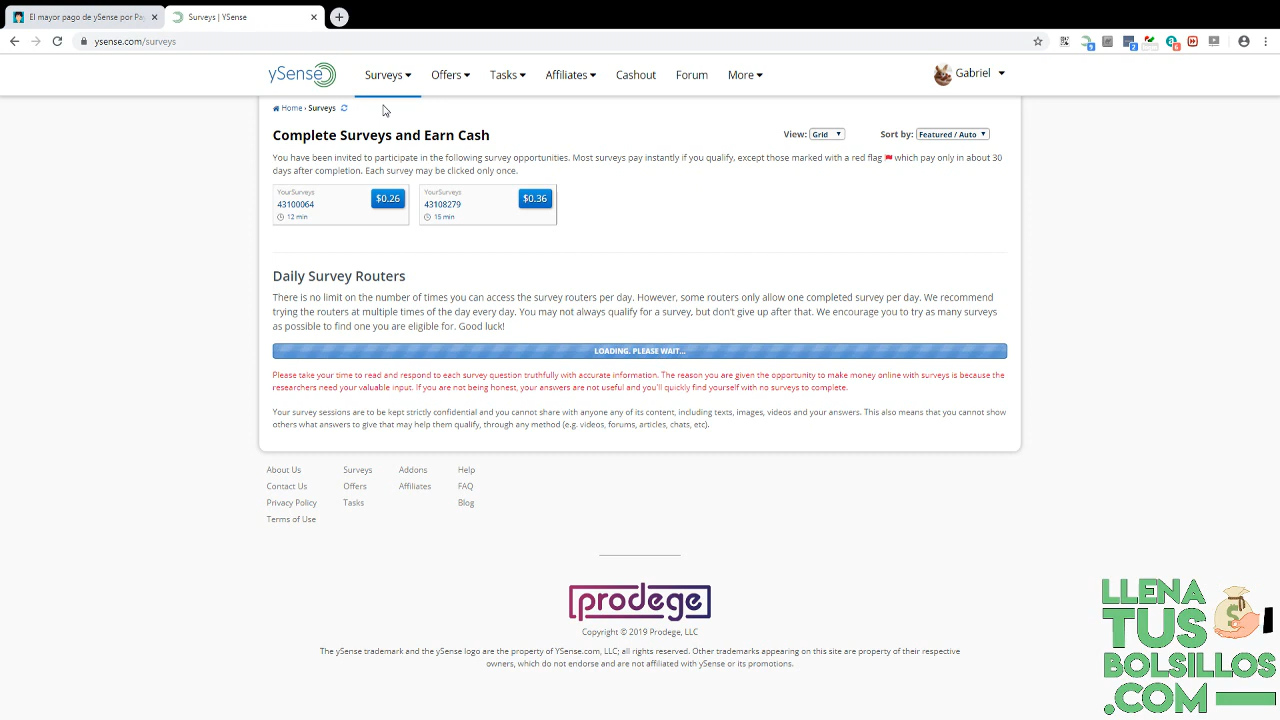 El mayor pago de ySense por Pa
Surveys | YSense
ysense.com/surveys
ySense
Surveys
Offers
Tasks
Affiliates
Cashout
Forum
More
Gabriel
Home › Surveys
Complete Surveys and Earn Cash
View: Grid
Sort by: Featured / Auto
You have been invited to participate in the following survey opportunities. Most surveys pay instantly if you qualify, except those marked with a red flag which pay only in about 30
days after completion. Each survey may be clicked only once.
YourSurveys
43100064
12 min
$0.26
YourSurveys
43108279
15 min
$0.36
Daily Survey Routers
There is no limit on the number of times you can access the survey routers per day. However, some routers only allow one completed survey per day. We recommend
trying the routers at multiple times of the day every day. You may not always qualify for a survey, but don't give up after that. We encourage you to try as many surveys
as possible to find one you are eligible for. Good luck!
LOADING. PLEASE WAIT...
Please take your time to read and respond to each survey question truthfully with accurate information. The reason you are given the opportunity to make money online with surveys is because the
researchers need your valuable input. If you are not being honest, your answers are not useful and you'll quickly find yourself with no surveys to complete.
Your survey sessions are to be kept strictly confidential and you cannot share with anyone any of its content, including texts, images, videos and your answers. This also means that you cannot show
others what answers to give that may help them qualify, through any method (e.g. videos, forums, articles, chats, etc).
About Us
Contact Us
Privacy Policy
Terms of Use
Surveys
Offers
Tasks
Addons
Affiliates
Help
FAQ
Blog
prodege
Copyright © 2019 Prodege, LLC
The ySense trademark and the ySense logo are the property of YSense.com, LLC; all rights reserved. Other trademarks appearing on this site are property of their respective
owners, which do not endorse and are not affiliated with ySense or its promotions.
LLENA
TUS
BOLSILLOS
.COM